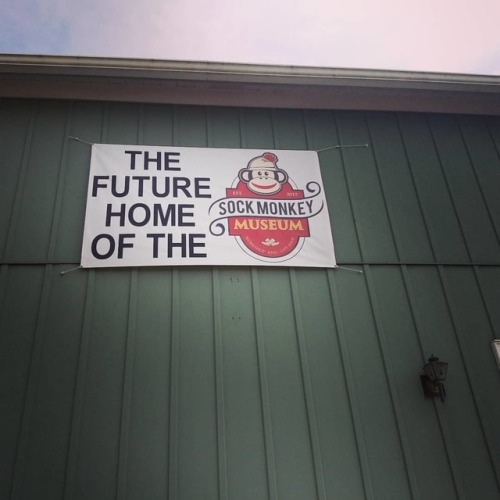 THE
FUTURE
HOME
OF THE
SOCK MONKEY
MUSEUM